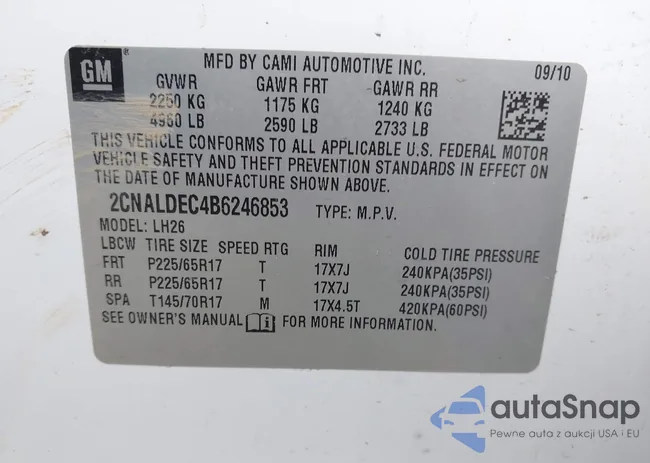 GM
MFD BY CAMI AUTOMOTIVE INC.
09/10
GVWR GAWR FRT GAWR RR
2250 KG 1175 KG 1240 KG
4960 LB 2590 LB 2733 LB
THIS VEHICLE CONFORMS TO ALL APPLICABLE U.S. FEDERAL MOTOR
VEHICLE SAFETY AND THEFT PREVENTION STANDARDS IN EFFECT ON
THE DATE OF MANUFACTURE SHOWN ABOVE.
2CNALDEC4B6246853 TYPE: M.P.V.
MODEL: LH26
LBCW TIRE SIZE SPEED RTG RIM COLD TIRE PRESSURE
FRT P225/65R17 T 17X7J 240KPA(35PSI)
RR P225/65R17 T 17X7J 240KPA(35PSI)
SPA T145/70R17 M 17X4.5T 420KPA(60PSI)
SEE OWNER'S MANUAL FOR MORE INFORMATION.
autaSnap
Pewne auta z aukcji USA i EU